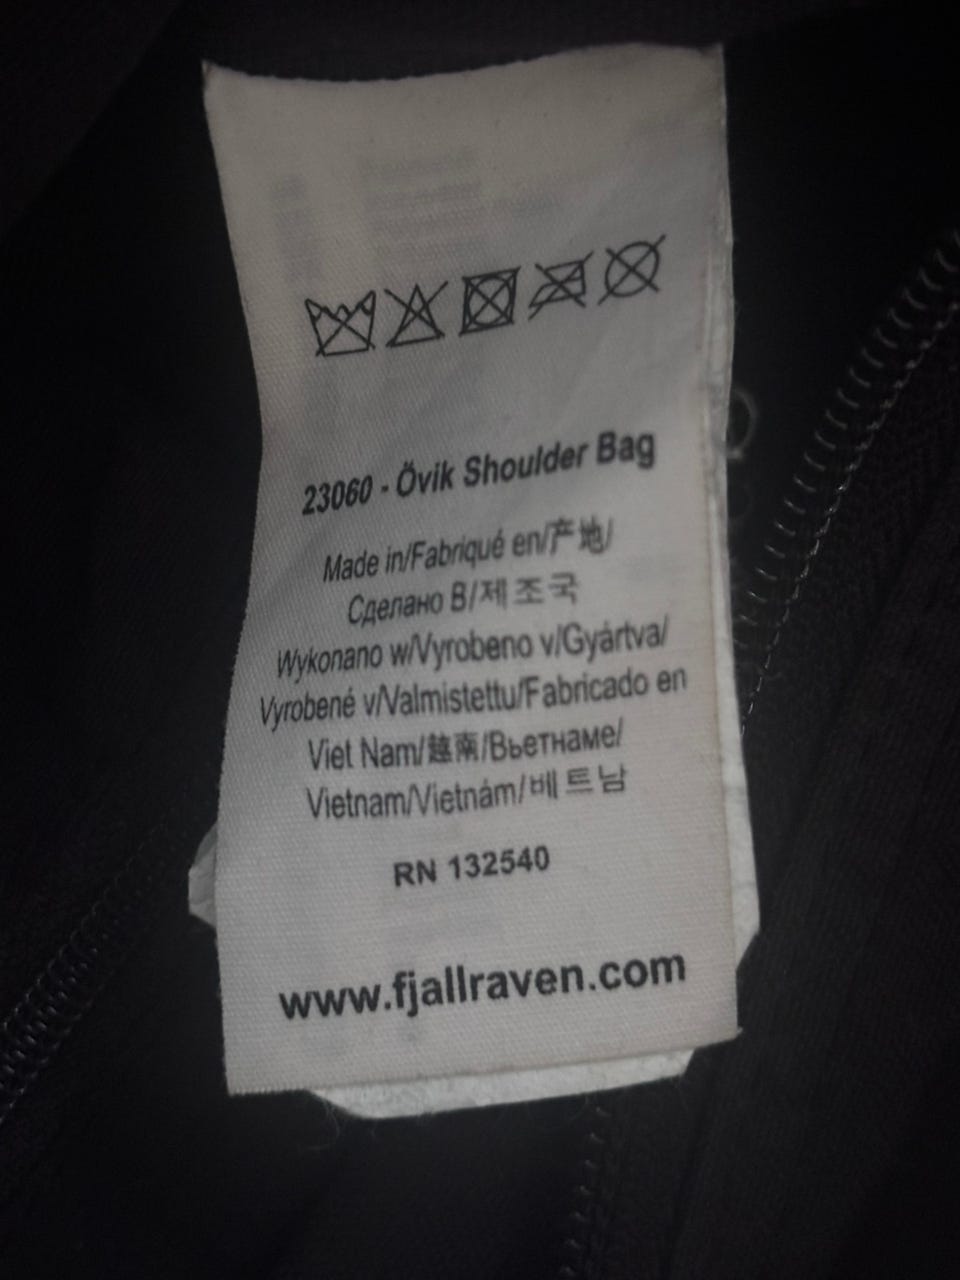 23060 - Övik Shoulder Bag
Made in/Fabriqué en/产地/
Сделано В/제조국
Wykonano w/Vyrobeno v/Gyártva/
Vyrobené v/Valmistettu/Fabricado en
Viet Nam/越南/Вьетнаме/
Vietnam/Vietnám/베트남
RN 132540
www.fjallraven.com